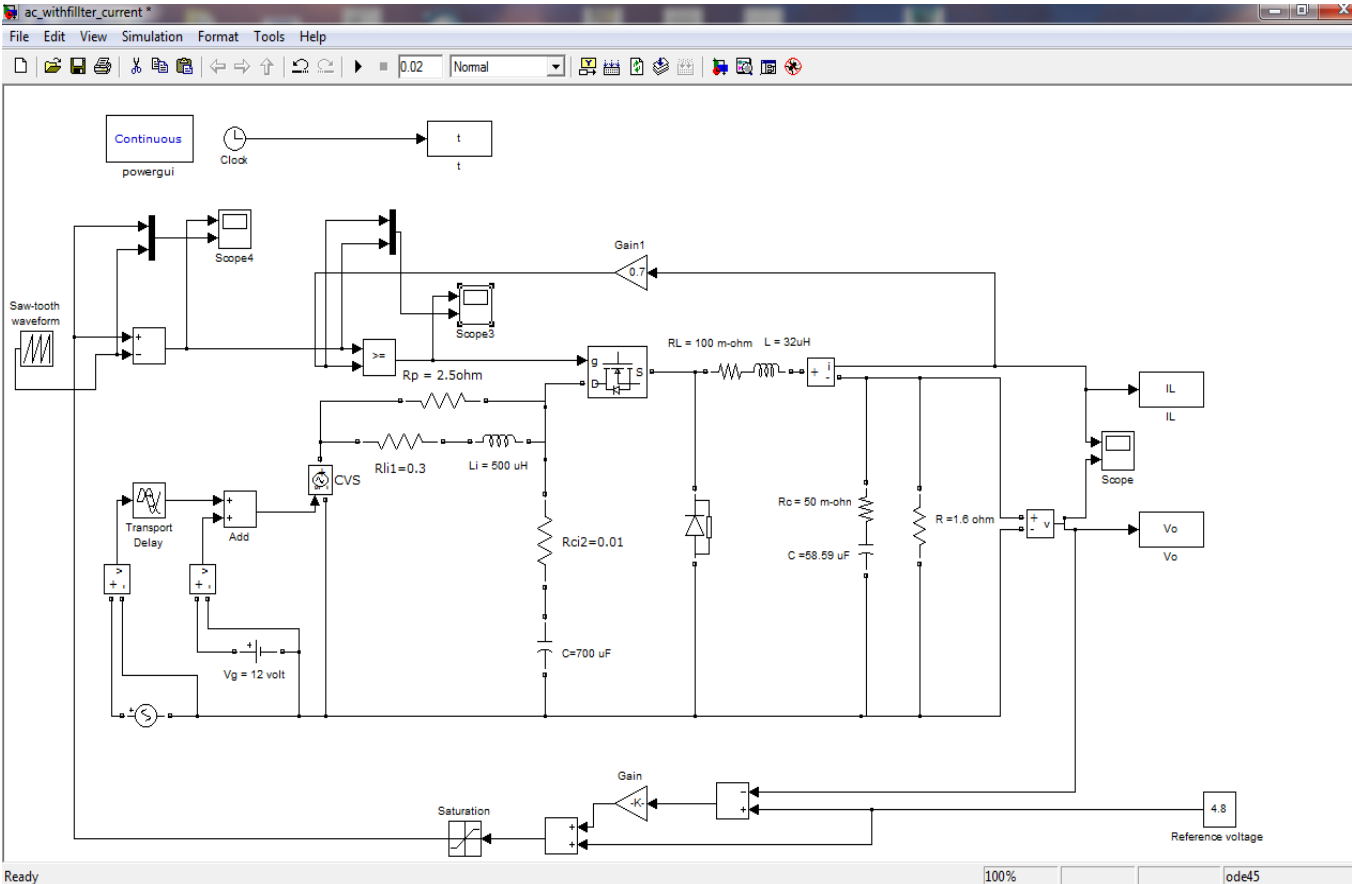 ac_withfillter_current *
File Edit View Simulation Format Tools Help
0.02 Normal
Continuous
powergui
Clock
t
t
Scope4
Gain1
0.7
Saw-tooth
waveform
+
-
Scope3
>=
Rp = 2.5ohm
g
D
S
RL = 100 m-ohm L = 32uH
+ i
-
IL
IL
Rli1=0.3
Li = 500 uH
CVS
Scope
Transport
Delay
+
+
Add
Rci2=0.01
Rc = 50 m-ohn
C =58.59 uF
R =1.6 ohm
+ v
-
Vo
Vo
v
+ -
v
+ -
Vg = 12 volt
C=700 uF
Gain
-K-
-
+
4.8
Reference voltage
Saturation
+
+
Ready 100% ode45